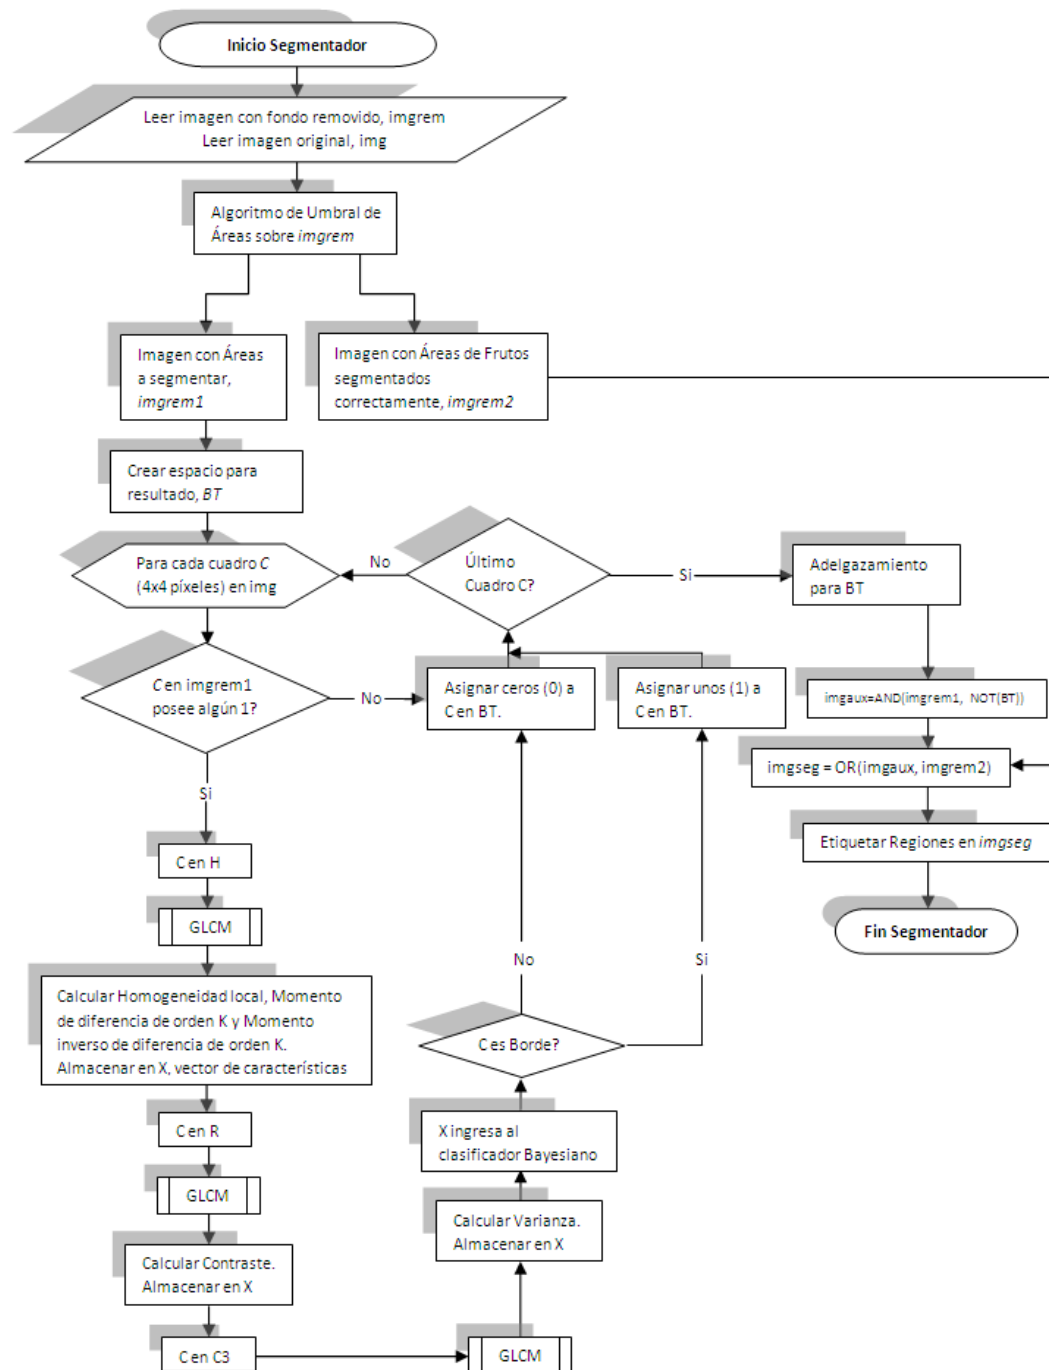 Inicio Segmentador
Leer imagen con fondo removido, imgrem
Leer imagen original, img
Algoritmo de Umbral de
Áreas sobre imgrem
Imagen con Áreas
a segmentar,
imgrem1
Imagen con Áreas de Frutos
segmentados
correctamente, imgrem2
Crear espacio para
resultado, BT
Para cada cuadro C
(4x4 píxeles) en img
No
Último
Cuadro C?
Si
Adelgazamiento
para BT
C en imgrem1
posee algún 1?
No
Asignar ceros (0) a
C en BT.
Asignar unos (1) a
C en BT.
imgaux=AND(imgrem1, NOT(BT))
imgseg = OR(imgaux, imgrem2)
Etiquetar Regiones en imgseg
Fin Segmentador
Si
C en H
GLCM
Calcular Homogeneidad local, Momento
de diferencia de orden K y Momento
inverso de diferencia de orden K.
Almacenar en X, vector de características
C en R
GLCM
Calcular Contraste.
Almacenar en X
C en C3
GLCM
Calcular Varianza.
Almacenar en X
X ingresa al
clasificador Bayesiano
C es Borde?
No
Si